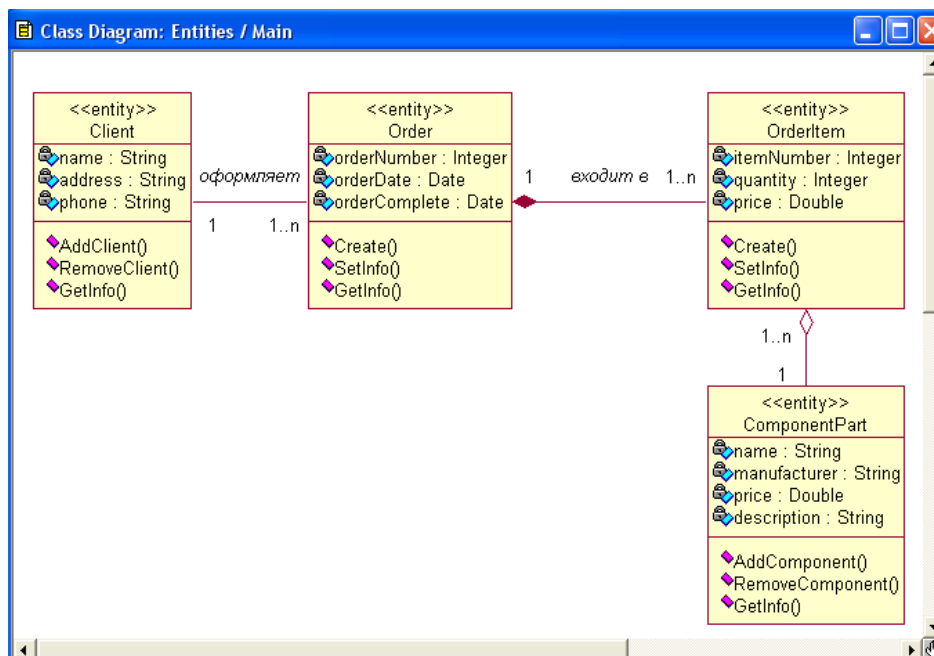 Class Diagram: Entities / Main
<<entity>>
Client
name : String
address : String
phone : String
AddClient()
RemoveClient()
GetInfo()
оформляет
1
1..n
<<entity>>
Order
orderNumber : Integer
orderDate : Date
orderComplete : Date
Create()
SetInfo()
GetInfo()
1
входит в
1..n
<<entity>>
OrderItem
itemNumber : Integer
quantity : Integer
price : Double
Create()
SetInfo()
GetInfo()
1..n
1
<<entity>>
ComponentPart
name : String
manufacturer : String
price : Double
description : String
AddComponent()
RemoveComponent()
GetInfo()